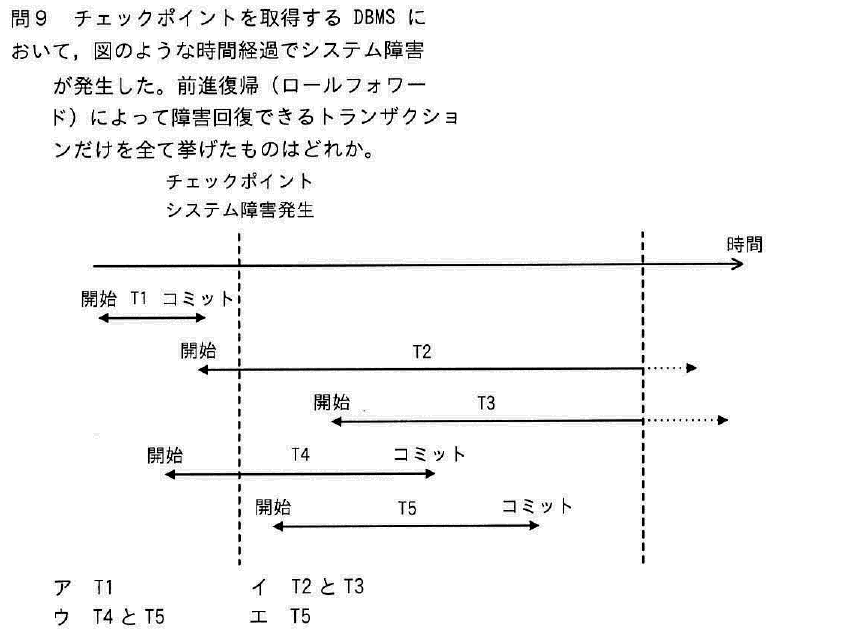 問9　チェックポイントを取得する DBMS に
おいて，図のような時間経過でシステム障害
が発生した。前進復帰（ロールフォワー
ド）によって障害回復できるトランザクショ
ンだけを全て挙げたものはどれか。
チェックポイント
システム障害発生
時間
開始 T1 コミット
開始 T2
開始 T3
開始 T4 コミット
開始 T5 コミット
ア T1 イ T2 と T3
ウ T4 と T5 エ T5